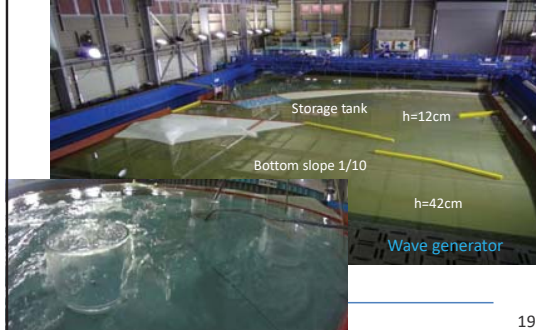 Storage tank
h=12cm
Bottom slope 1/10
h=42cm
Wave generator
19